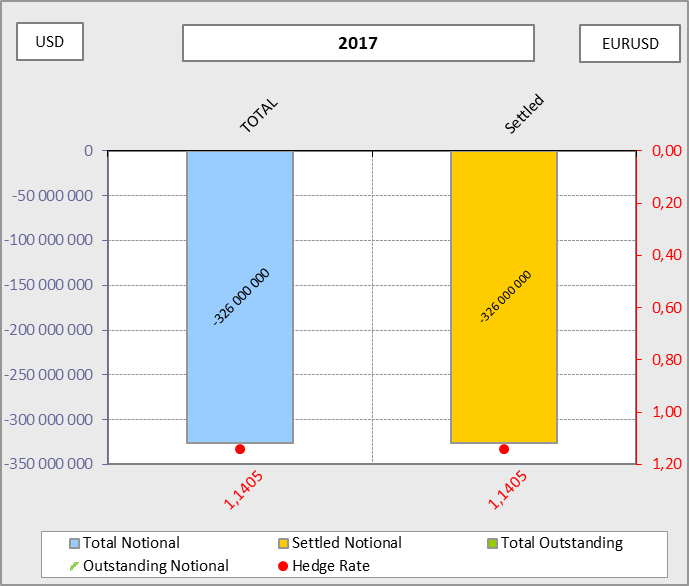 USD
2017
EURUSD
TOTAL
Settled
0
-50 000 000
-100 000 000
-150 000 000
-200 000 000
-250 000 000
-300 000 000
-350 000 000
-326 000 000
-326 000 000
0,00
0,20
0,40
0,60
0,80
1,00
1,20
1,1405
1,1405
Total Notional
Settled Notional
Total Outstanding
Outstanding Notional
Hedge Rate